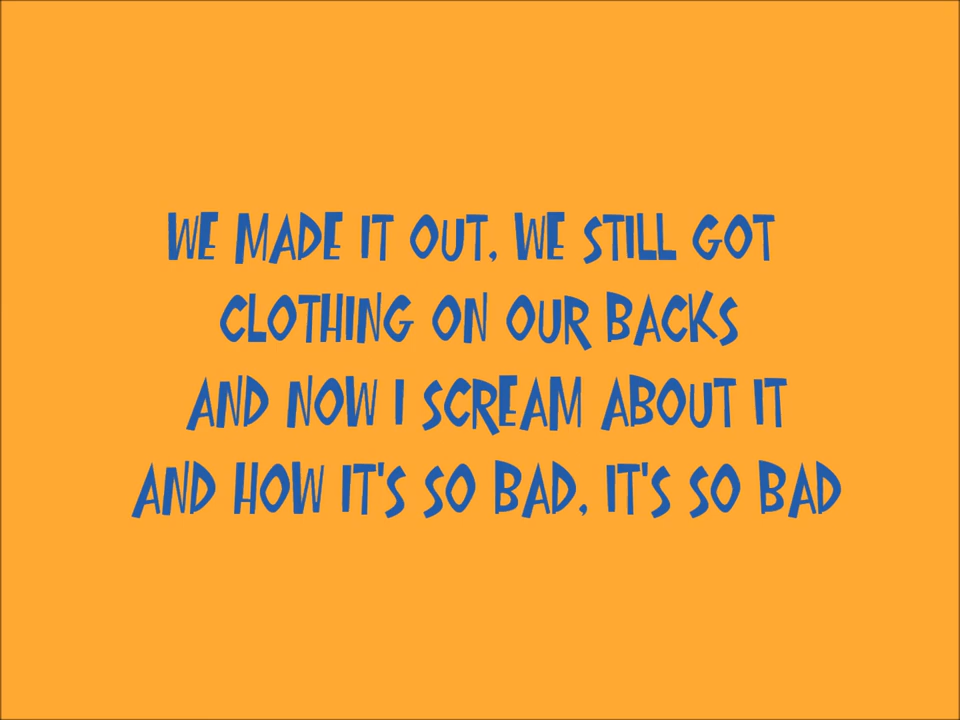 WE MADE IT OUT, WE STILL GOT
CLOTHING ON OUR BACKS
AND NOW I SCREAM ABOUT IT
AND HOW IT'S SO BAD, IT'S SO BAD